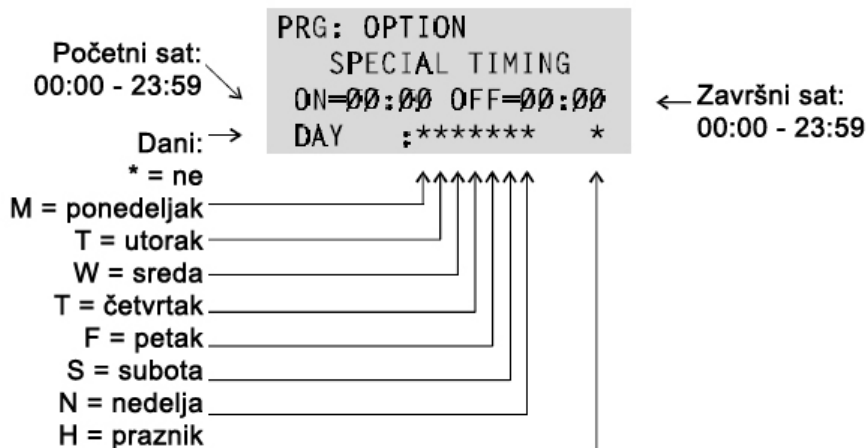 PRG: OPTION
SPECIAL TIMING
ON=00:00 OFF=00:00
DAY :******* *
Početni sat:
00:00 - 23:59
Završni sat:
00:00 - 23:59
Dani:
* = ne
M = ponedeljak
T = utorak
W = sreda
T = četvrtak
F = petak
S = subota
N = nedelja
H = praznik